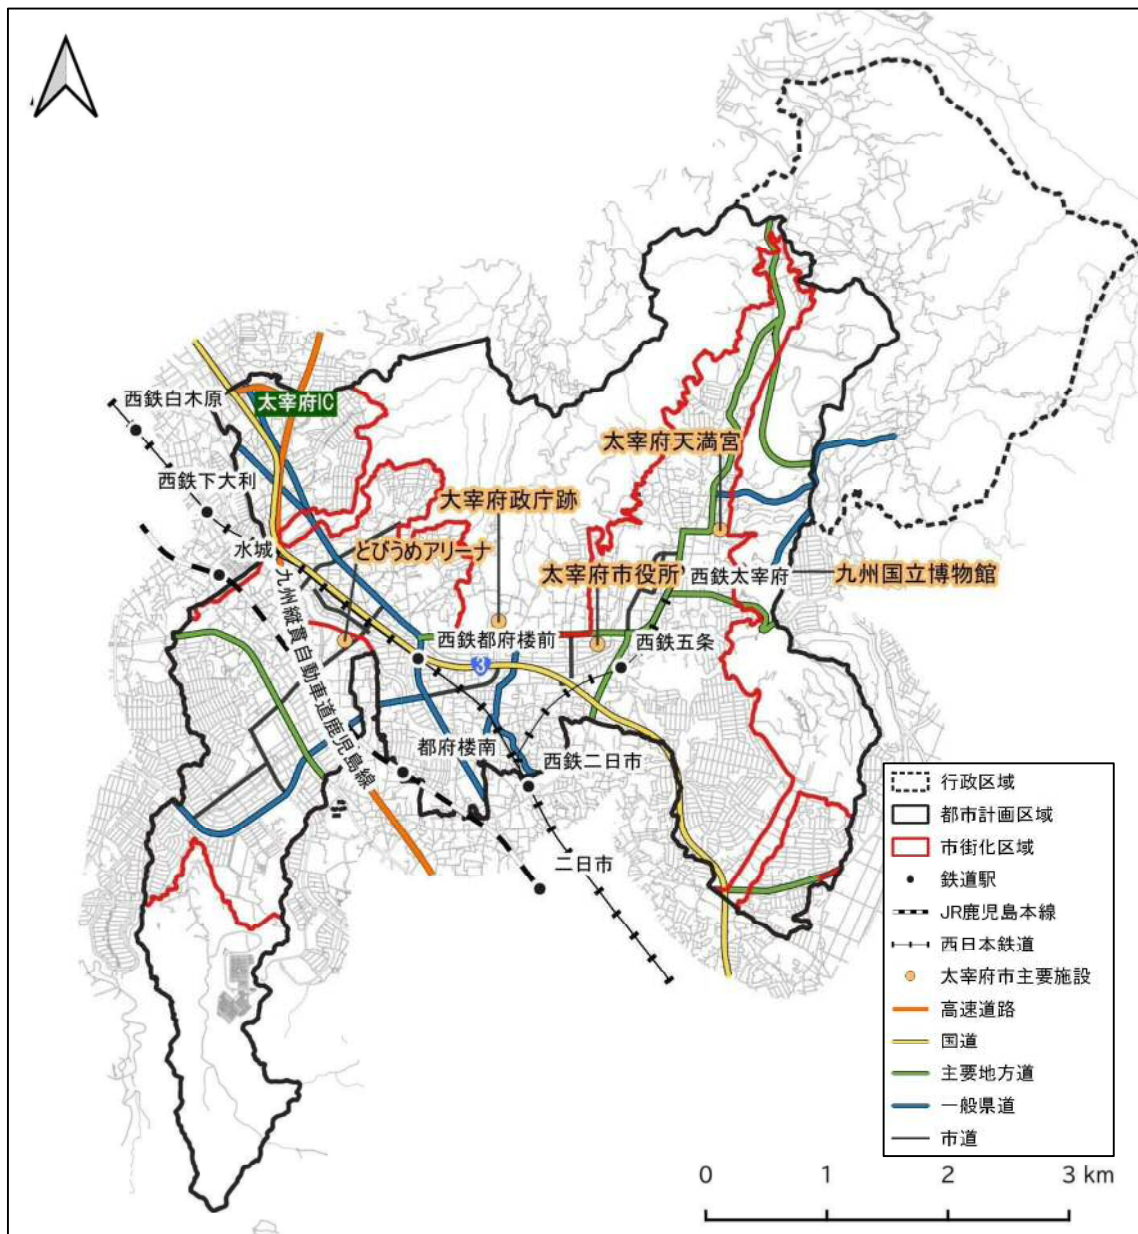 西鉄白木原
太宰府IC
西鉄下大利
太宰府天満宮
大宰府政庁跡
水城
とびうめアリーナ
太宰府市役所
西鉄太宰府
九州国立博物館
九州縦貫自動車道鹿児島線
西鉄都府楼前
西鉄五条
3
都府楼南
西鉄二日市
二日市
行政区域
都市計画区域
市街化区域
鉄道駅
JR鹿児島本線
西日本鉄道
太宰府市主要施設
高速道路
国道
主要地方道
一般県道
市道
0 1 2 3 km